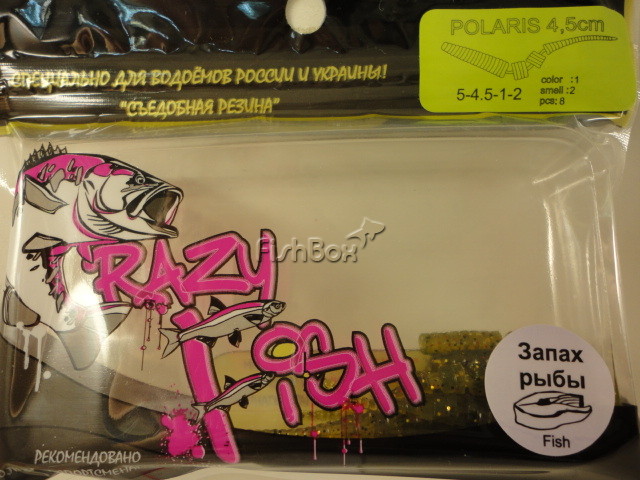 POLARIS 4,5cm
color :1
smell :2
pcs: 8
5-4.5-1-2
СПЕЦИАЛЬНО ДЛЯ ВОДОЁМОВ РОССИИ И УКРАИНЫ!
"СЪЕДОБНАЯ РЕЗИНА"
FishBox
CRAZY
FISH
Запах
рыбы
Fish
РЕКОМЕНДОВАНО